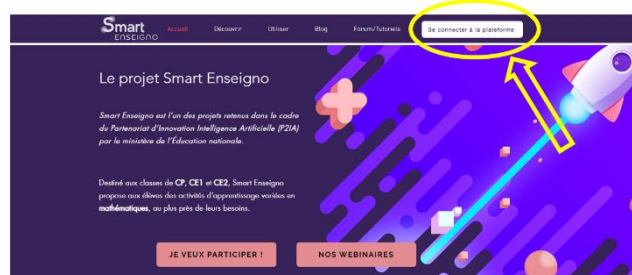 Smart
ENSEIGNO
Accueil
Découvrir
Utiliser
Blog
Forum/Tutoriels
Se connecter à la plateforme
Le projet Smart Enseigno
Smart Enseigno est l'un des projets retenus dans le cadre
du Partenariat d'Innovation Intelligence Artificielle (P2IA)
par le ministère de l'Éducation nationale.
Destiné aux classes de CP, CE1 et CE2, Smart Enseigno
propose aux élèves des activités d'apprentissage variées en
mathématiques, au plus près de leurs besoins.
JE VEUX PARTICIPER !
NOS WEBINAIRES